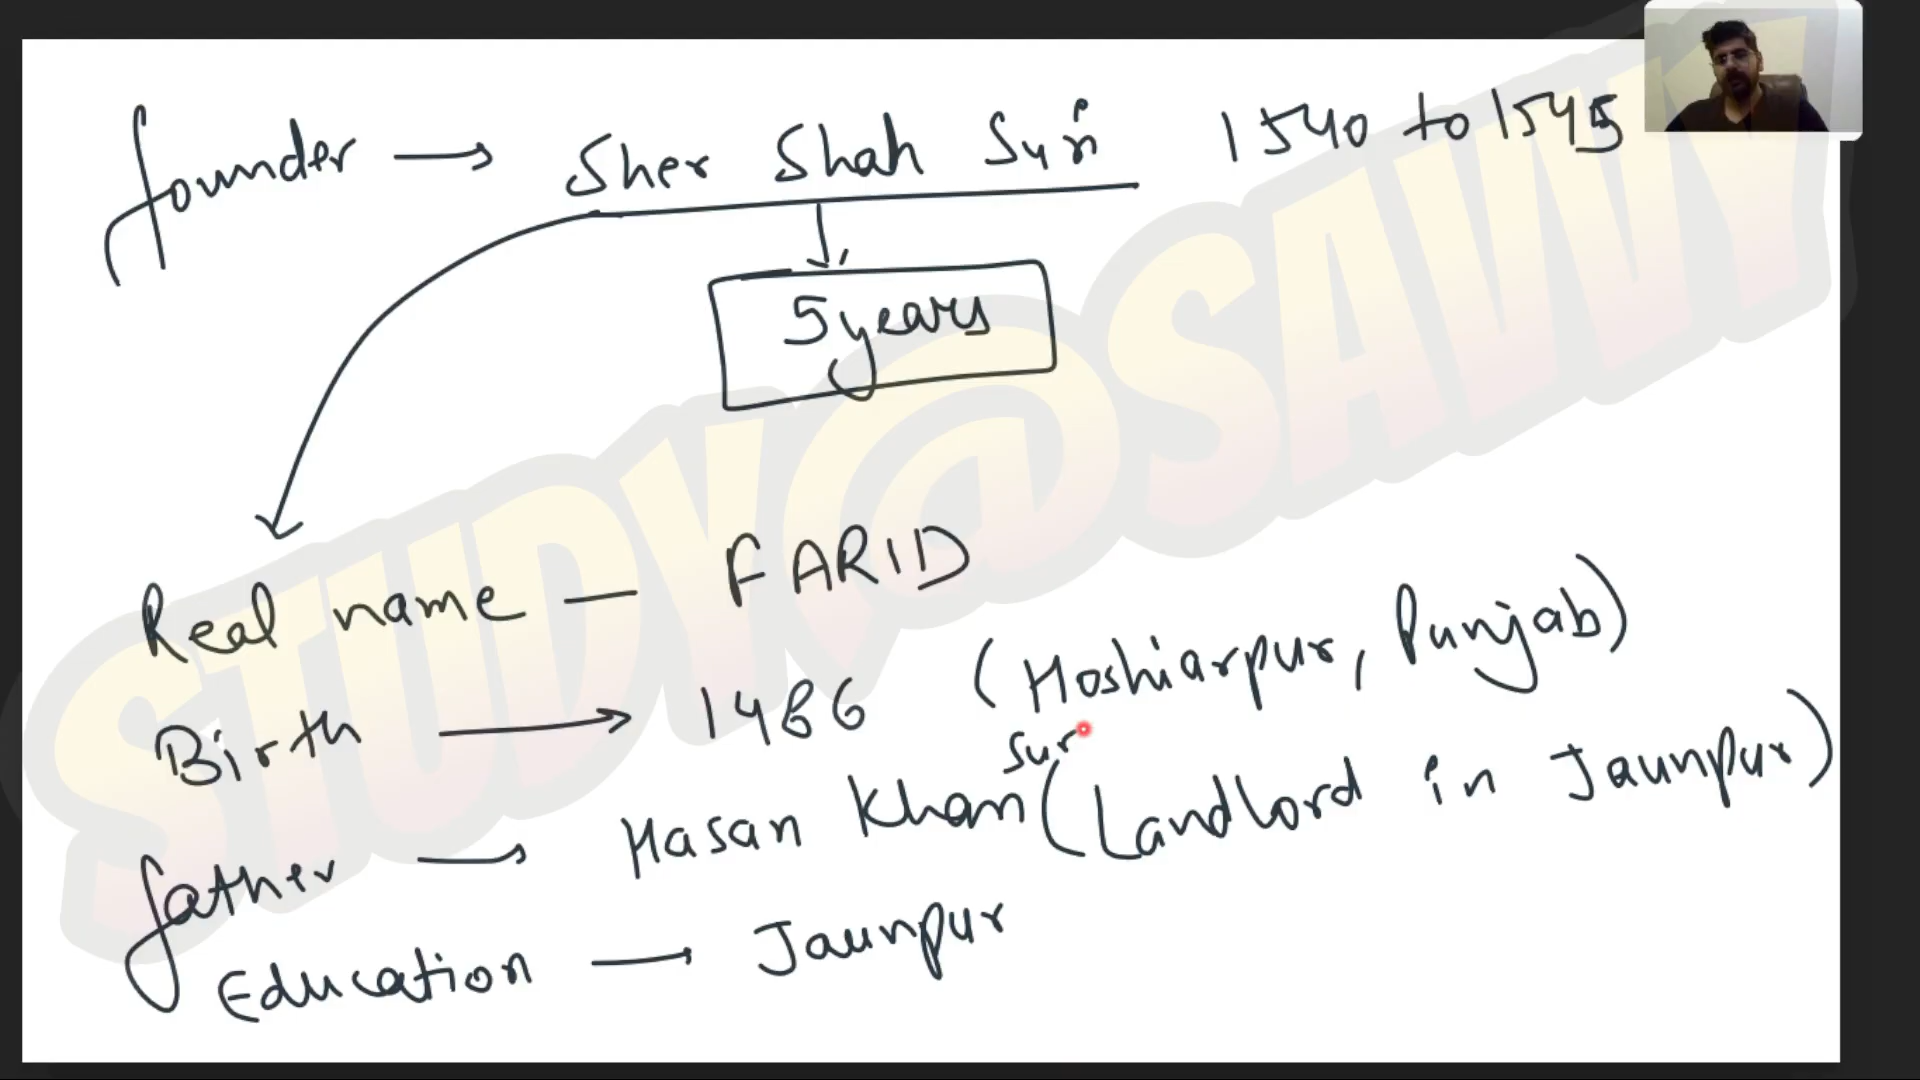 founder → Sher Shah Suri 1540 to 1545
5 years
Real name — FARID
Birth → 1486 (Hoshiarpur, Punjab)
Sur
father → Hasan Khan (Landlord in Jaunpur)
Education → Jaunpur
STUDY@SAVVY